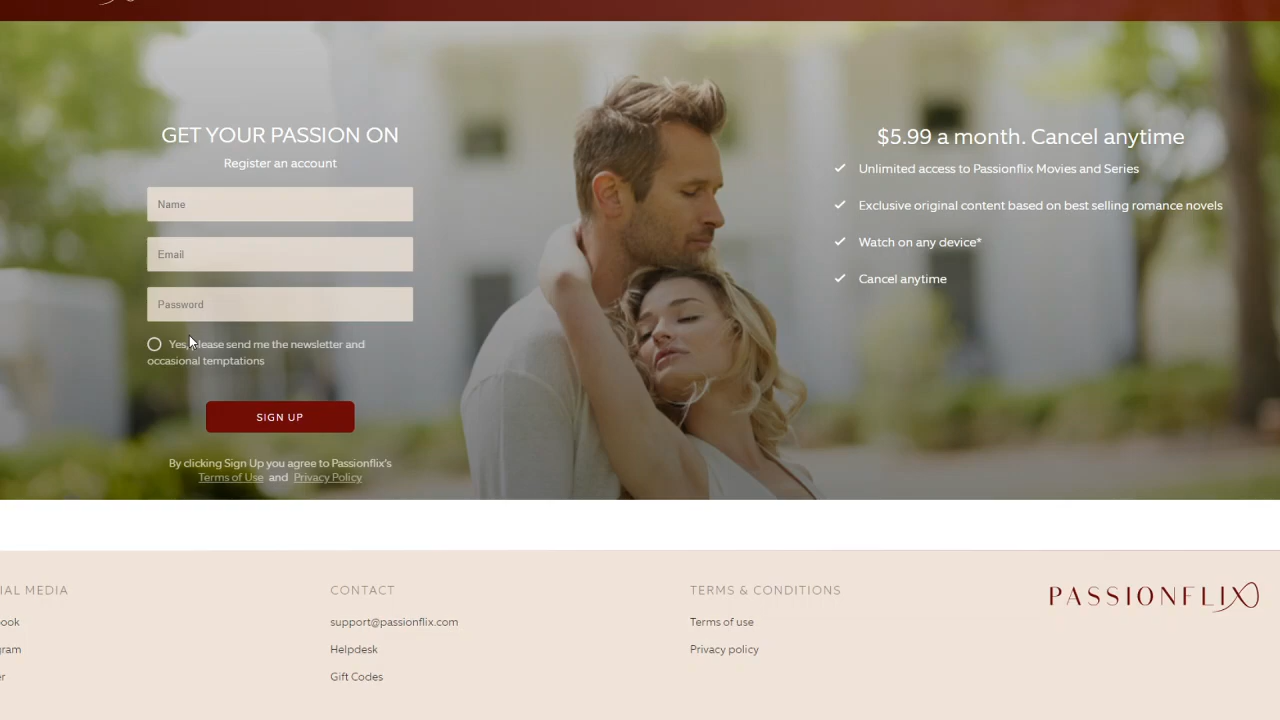 GET YOUR PASSION ON
Register an account
Name
Email
Password
Yes, please send me the newsletter and
occasional temptations
SIGN UP
By clicking Sign Up you agree to Passionflix's
Terms of Use and Privacy Policy
$5.99 a month. Cancel anytime
Unlimited access to Passionflix Movies and Series
Exclusive original content based on best selling romance novels
Watch on any device*
Cancel anytime
IAL MEDIA
ook
gram
er
CONTACT
support@passionflix.com
Helpdesk
Gift Codes
TERMS & CONDITIONS
Terms of use
Privacy policy
PASSIONFLIX